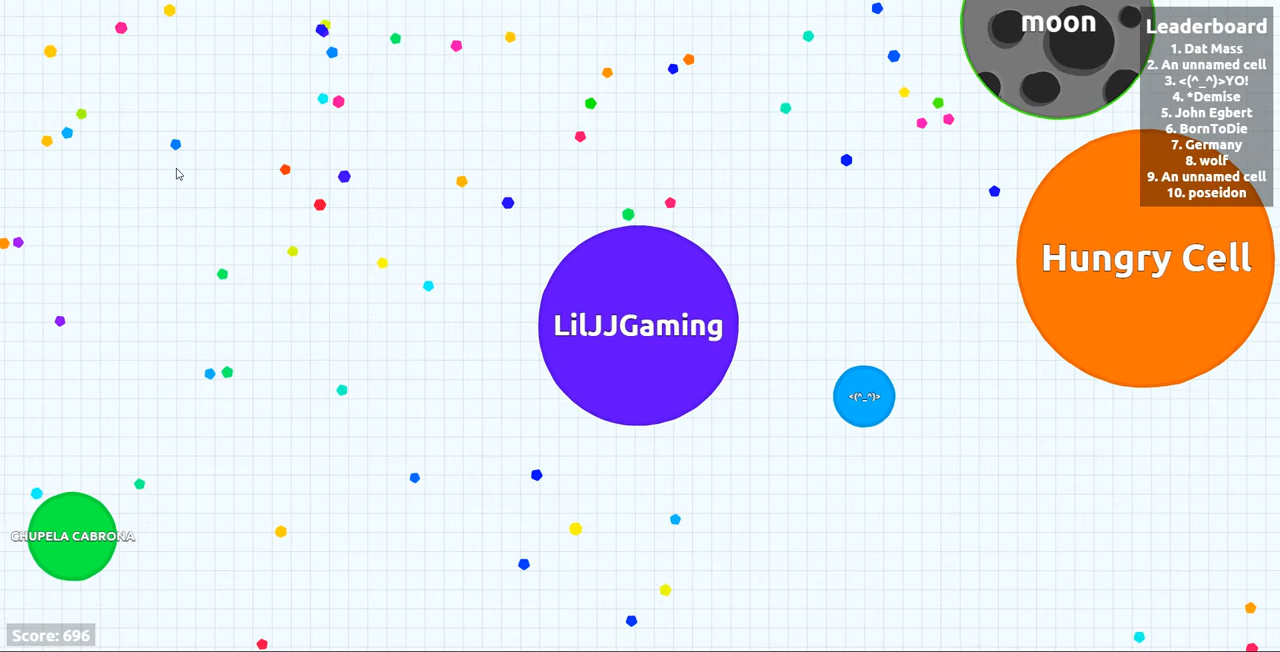 moon
Leaderboard
1. Dat Mass
2. An unnamed cell
3. <(^_^)>YO!
4. *Demise
5. John Egbert
6. BornToDie
7. Germany
8. wolf
9. An unnamed cell
10. poseidon
Hungry Cell
LilJJGaming
<(^_^)>
CHUPELA CABRONA
Score: 696